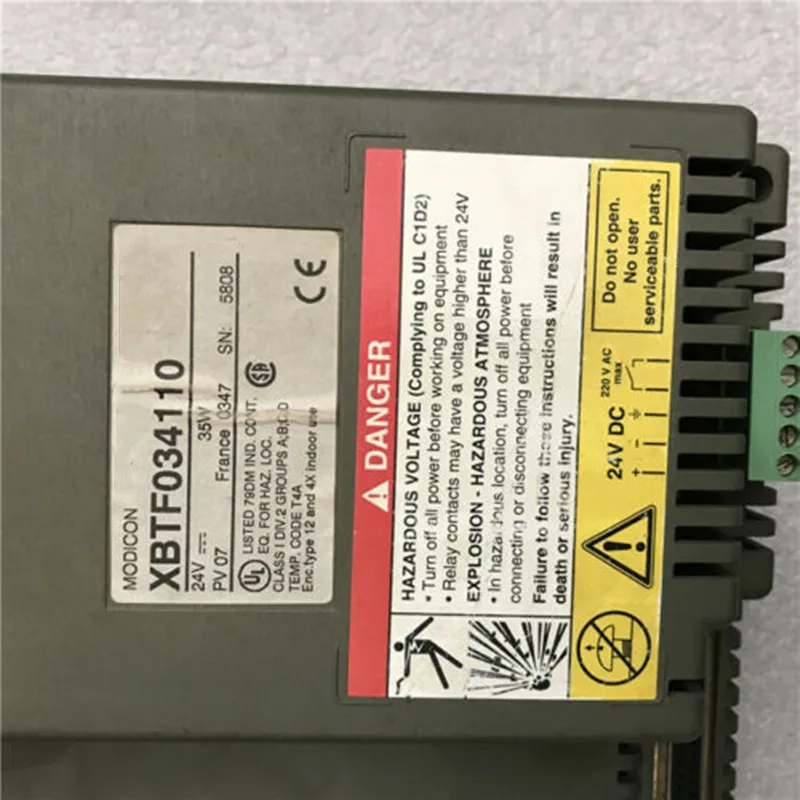 MODICON
XBTF034110
24V 35W
PV 07 France 0347 SN: 5808
UL LISTED 79DM IND. CONT.
EQ. FOR HAZ. LOC.
CLASS I DIV.2 GROUPS A,B,C,D
TEMP. CODE T4A
Enc.type 12 and 4X indoor use
CE
DANGER
HAZARDOUS VOLTAGE (Complying to UL C1D2)
• Turn off all power before working on equipment
• Relay contacts may have a voltage higher than 24V
EXPLOSION - HAZARDOUS ATMOSPHERE
• In hazardous location, turn off all power before
connecting or disconnecting equipment
Failure to follow these instructions will result in
death or serious injury.
24V DC
+ -
220 V AC
max
Do not open.
No user
serviceable parts.